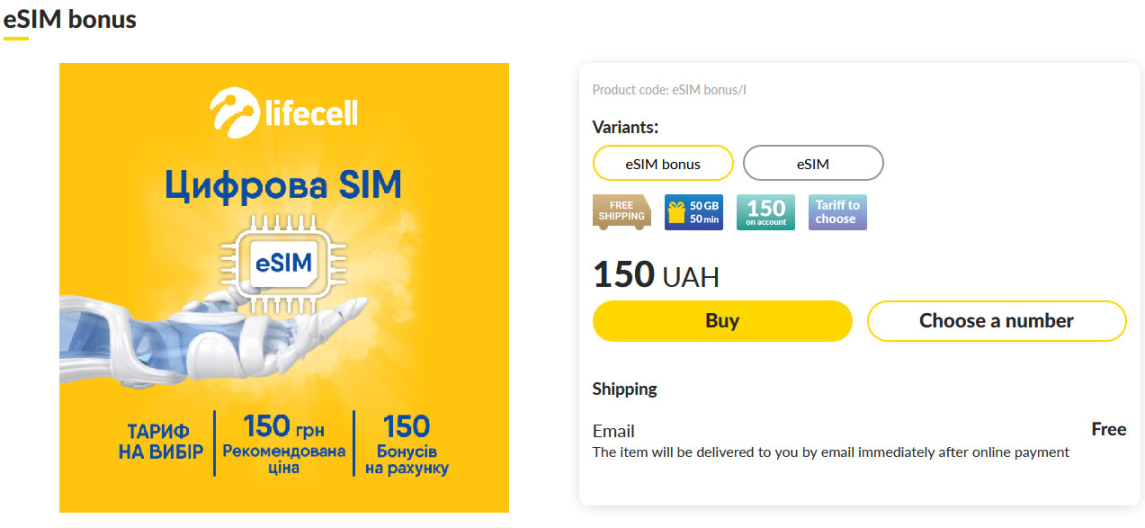 eSIM bonus
lifecell
Цифрова SIM
eSIM
ТАРИФ
НА ВИБІР
150 грн
Рекомендована
ціна
150
Бонусів
на рахунку
Product code: eSIM bonus/I
Variants:
eSIM bonus
eSIM
FREE
SHIPPING
50 GB
50 min
150
on account
Tariff to
choose
150 UAH
Buy
Choose a number
Shipping
Email
Free
The item will be delivered to you by email immediately after online payment